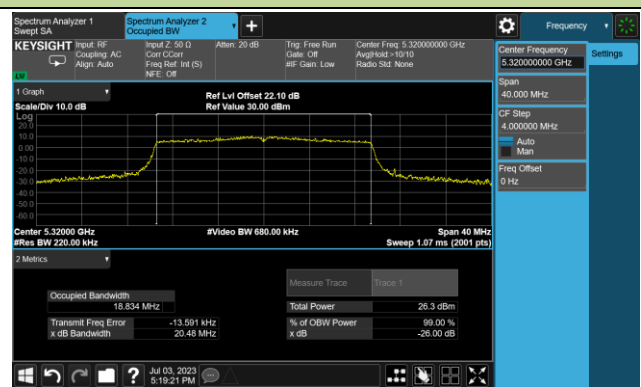 Spectrum Analyzer 1
Swept SA
Spectrum Analyzer 2
Occupied BW
Frequency
KEYSIGHT
Input: RF
Coupling: AC
Align: Auto
Input Z: 50 Ω
Corr CCorr
Freq Ref: Int (S)
NFE: Off
Atten: 20 dB
Trig: Free Run
Gate: Off
#IF Gain: Low
Center Freq: 5.320000000 GHz
Avg|Hold:>10/10
Radio Std: None
LV
Center Frequency
5.320000000 GHz
Settings
Span
40.000 MHz
CF Step
4.000000 MHz
Auto
Man
Freq Offset
0 Hz
1 Graph
Scale/Div 10.0 dB
Ref Lvl Offset 22.10 dB
Ref Value 30.00 dBm
Log
20.0
10.0
0.00
-10.0
-20.0
-30.0
-40.0
-50.0
-60.0
Center 5.32000 GHz
#Res BW 220.00 kHz
#Video BW 680.00 kHz
Span 40 MHz
Sweep 1.07 ms (2001 pts)
2 Metrics
Measure Trace
Trace 1
Occupied Bandwidth
18.834 MHz
Total Power
26.3 dBm
Transmit Freq Error
-13.591 kHz
% of OBW Power
99.00 %
x dB Bandwidth
20.48 MHz
x dB
-26.00 dB
Jul 03, 2023
5:19:21 PM